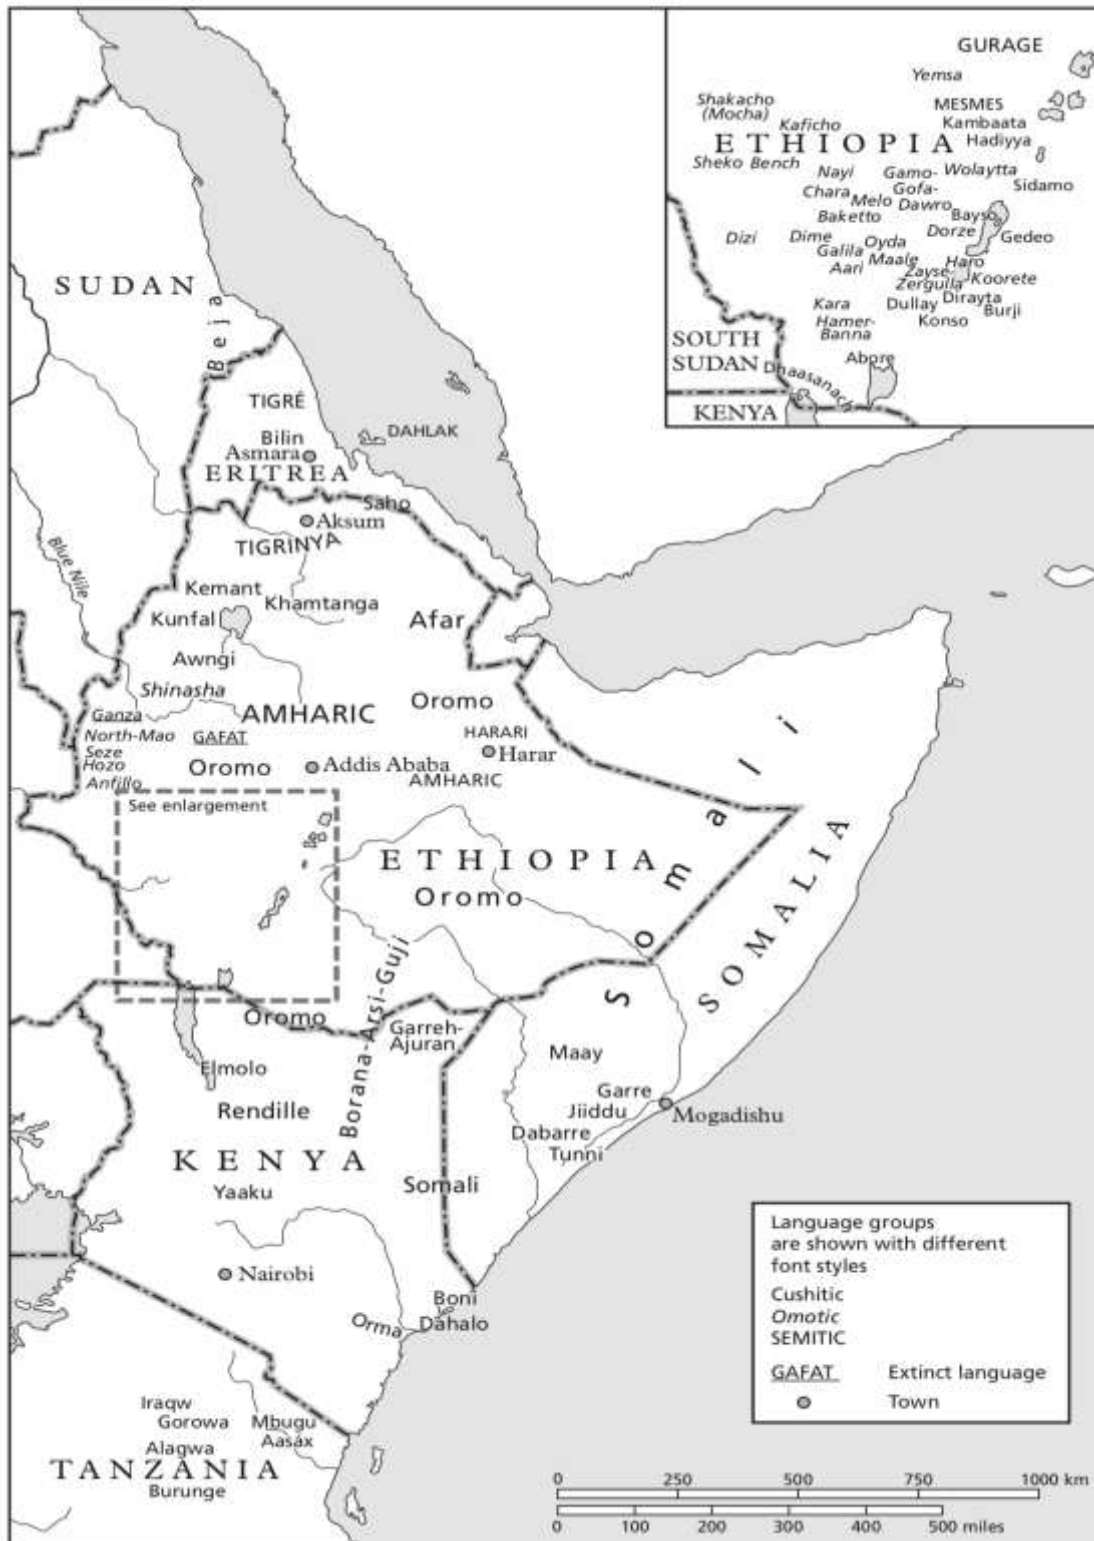 GURAGE
Yemsa
Shakacho
(Mocha)
MESMES
Kaficho
Kambaata
ETHIOPIA
Hadiyya
Sheko Bench
Nayi
Gamo-
Gofa-
Dawro
Wolaytta
Sidamo
Chara
Melo
Baketto
Bayso
Dorze
Gedeo
Dizi
Dime
Galila
Aari
Oyda
Maale
Haro
Zayse-
Zergulla
Koorete
Kara
Hamer-
Banna
Dullay
Dirayta
Burji
Konso
SOUTH
SUDAN
Abore
Dhaasanach
KENYA
SUDAN
Beja
TIGRÉ
DAHLAK
Bilin
Asmara
ERITREA
Saho
Aksum
TIGRINYA
Blue Nile
Kemant
Khamtanga
Kunfal
Afar
Awngi
Shinasha
Oromo
AMHARIC
Ganza
North-Mao
Seze
Hozo
Anfillo
GAFAT
HARARI
Harar
Oromo
Addis Ababa
AMHARIC
See enlargement
ETHIOPIA
Oromo
Somali
SOMALIA
Borana-Arsi-Guji
Oromo
Garreh-
Ajuran
Maay
Elmolo
Rendille
Garre
Jiiddu
Mogadishu
Dabarre
Tunni
KENYA
Yaaku
Somali
Nairobi
Boni
Dahalo
Orma
Iraqw
Gorowa
Mbugu
Aasax
Alagwa
TANZANIA
Burunge
Language groups
are shown with different
font styles
Cushitic
Omotic
SEMITIC
GAFAT Extinct language
Town
0 250 500 750 1000 km
0 100 200 300 400 500 miles